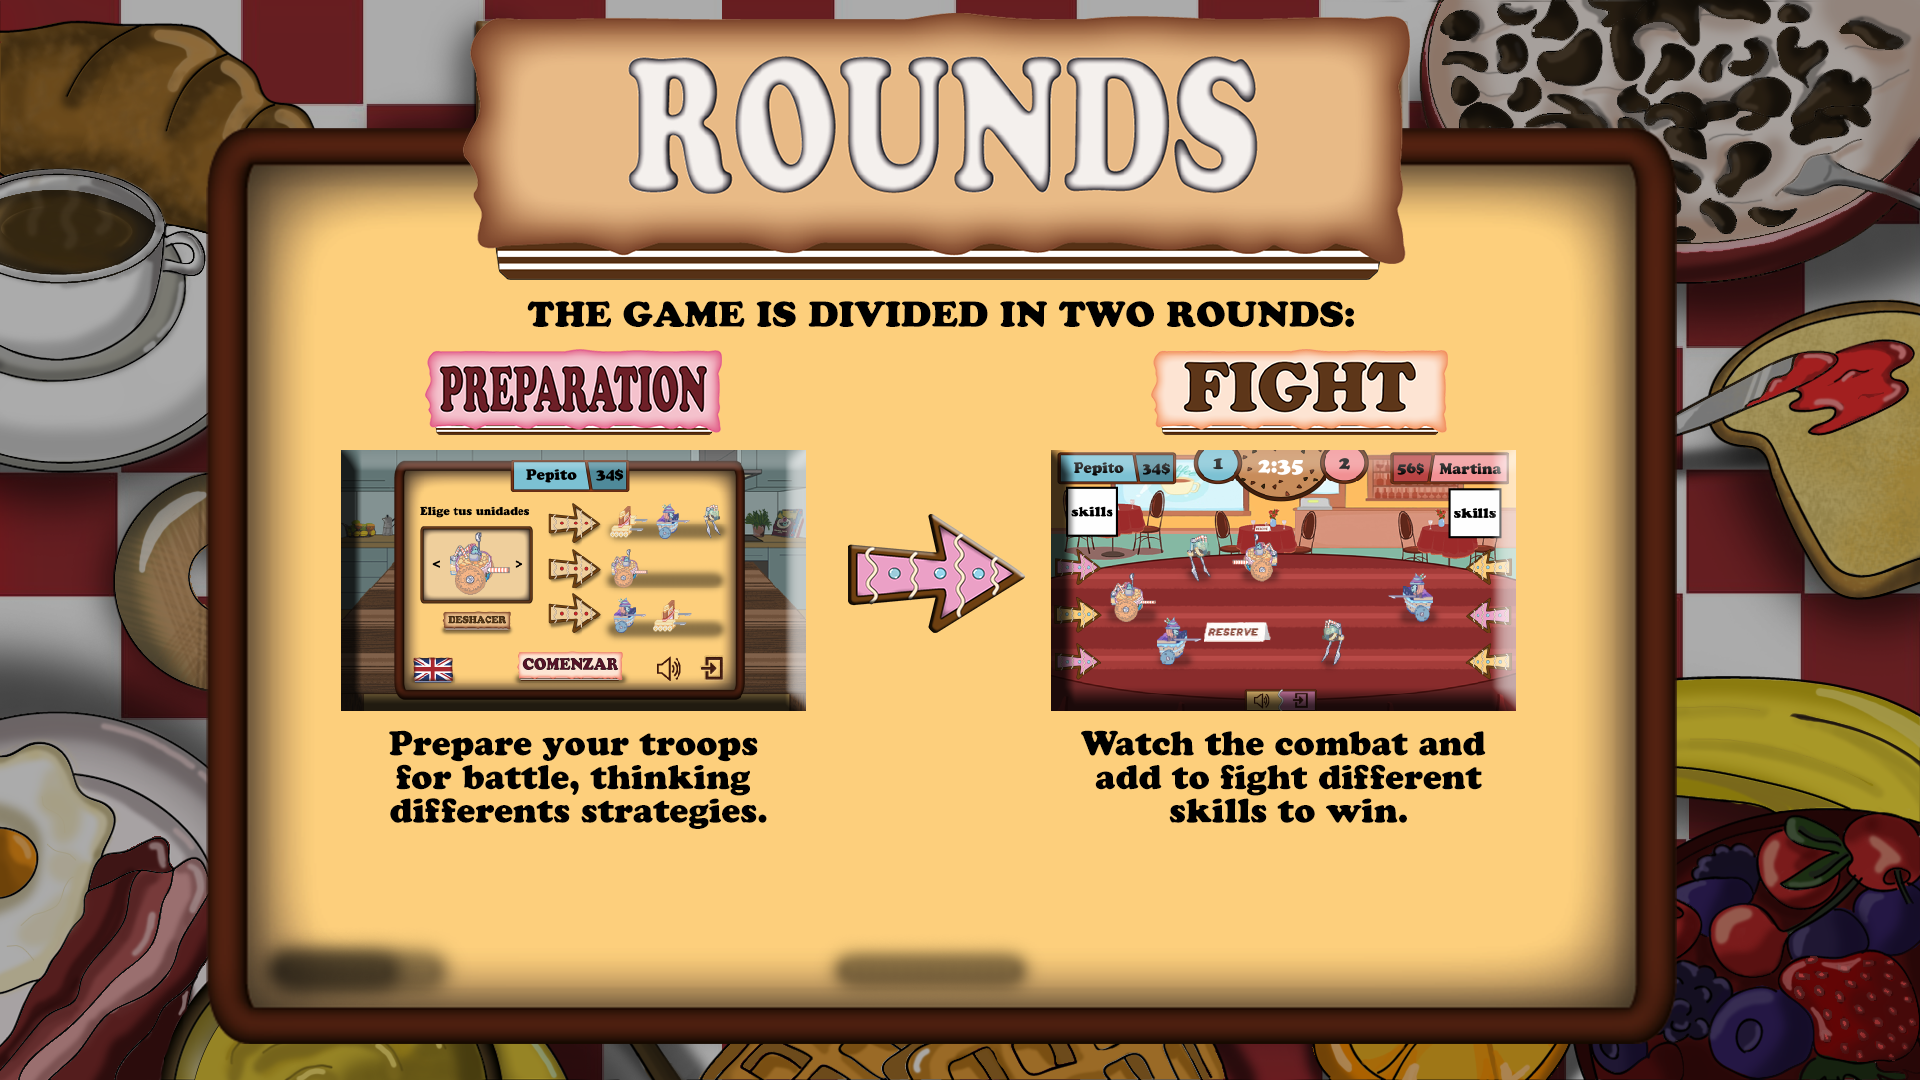 ROUNDS
THE GAME IS DIVIDED IN TWO ROUNDS:
PREPARATION
Pepito 34$
Elige tus unidades
< >
DESHACER
COMENZAR
Prepare your troops
for battle, thinking
differents strategies.
FIGHT
Pepito 34$ 1 2:35 2 56$ Martina
skills skills
RESERVE
Watch the combat and
add to fight different
skills to win.